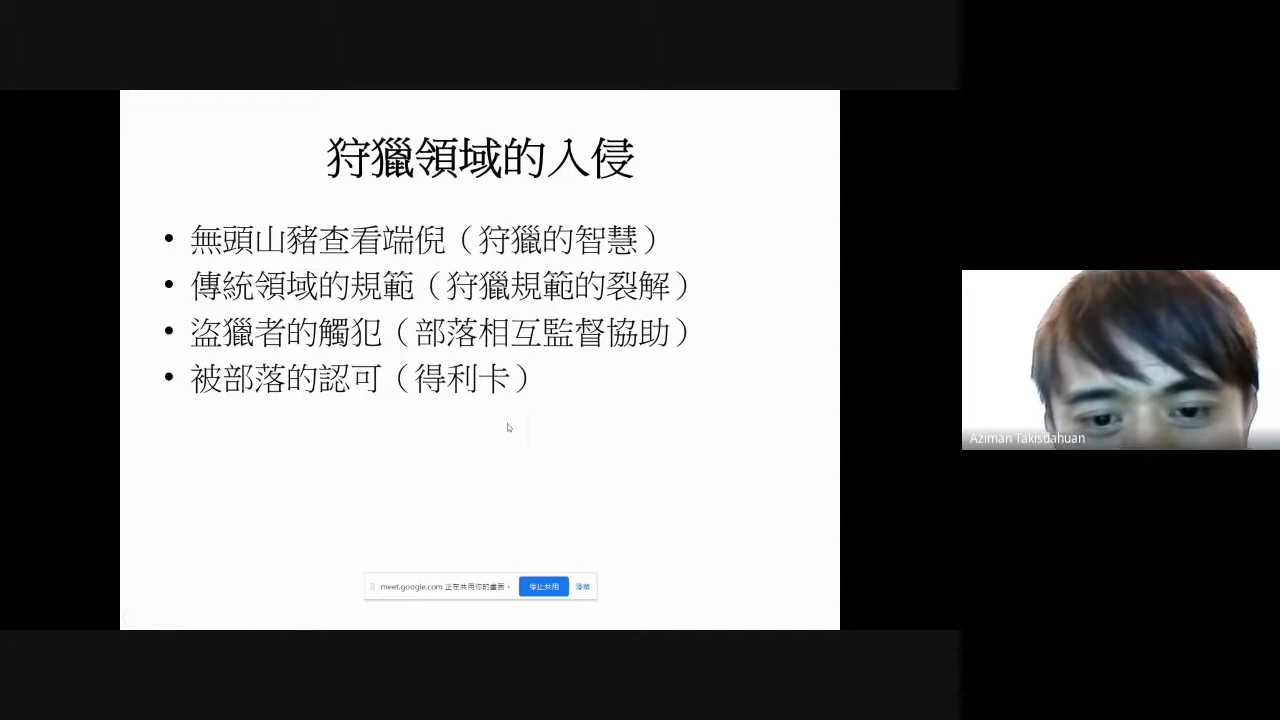 狩獵領域的入侵
• 無頭山豬查看端倪（狩獵的智慧）
• 傳統領域的規範（狩獵規範的裂解）
• 盜獵者的觸犯（部落相互監督協助）
• 被部落的認可（得利卡）
Aziman Takisdahuan
meet.google.com 正在共用你的畫面。 停止共用 隱藏